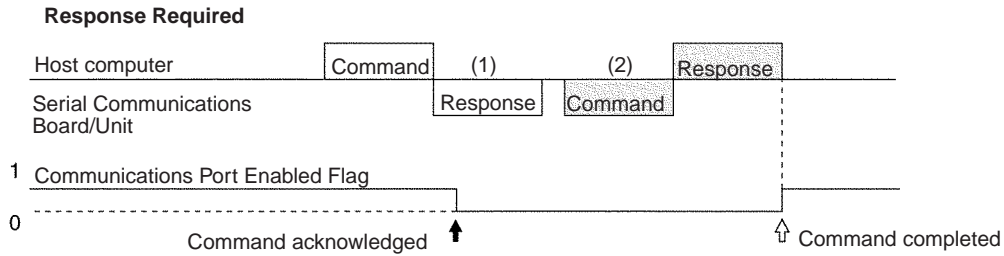 Response Required
Host computer
Command
(1)
(2)
Response
Serial Communications
Board/Unit
Response
Command
1
Communications Port Enabled Flag
0
Command acknowledged
Command completed